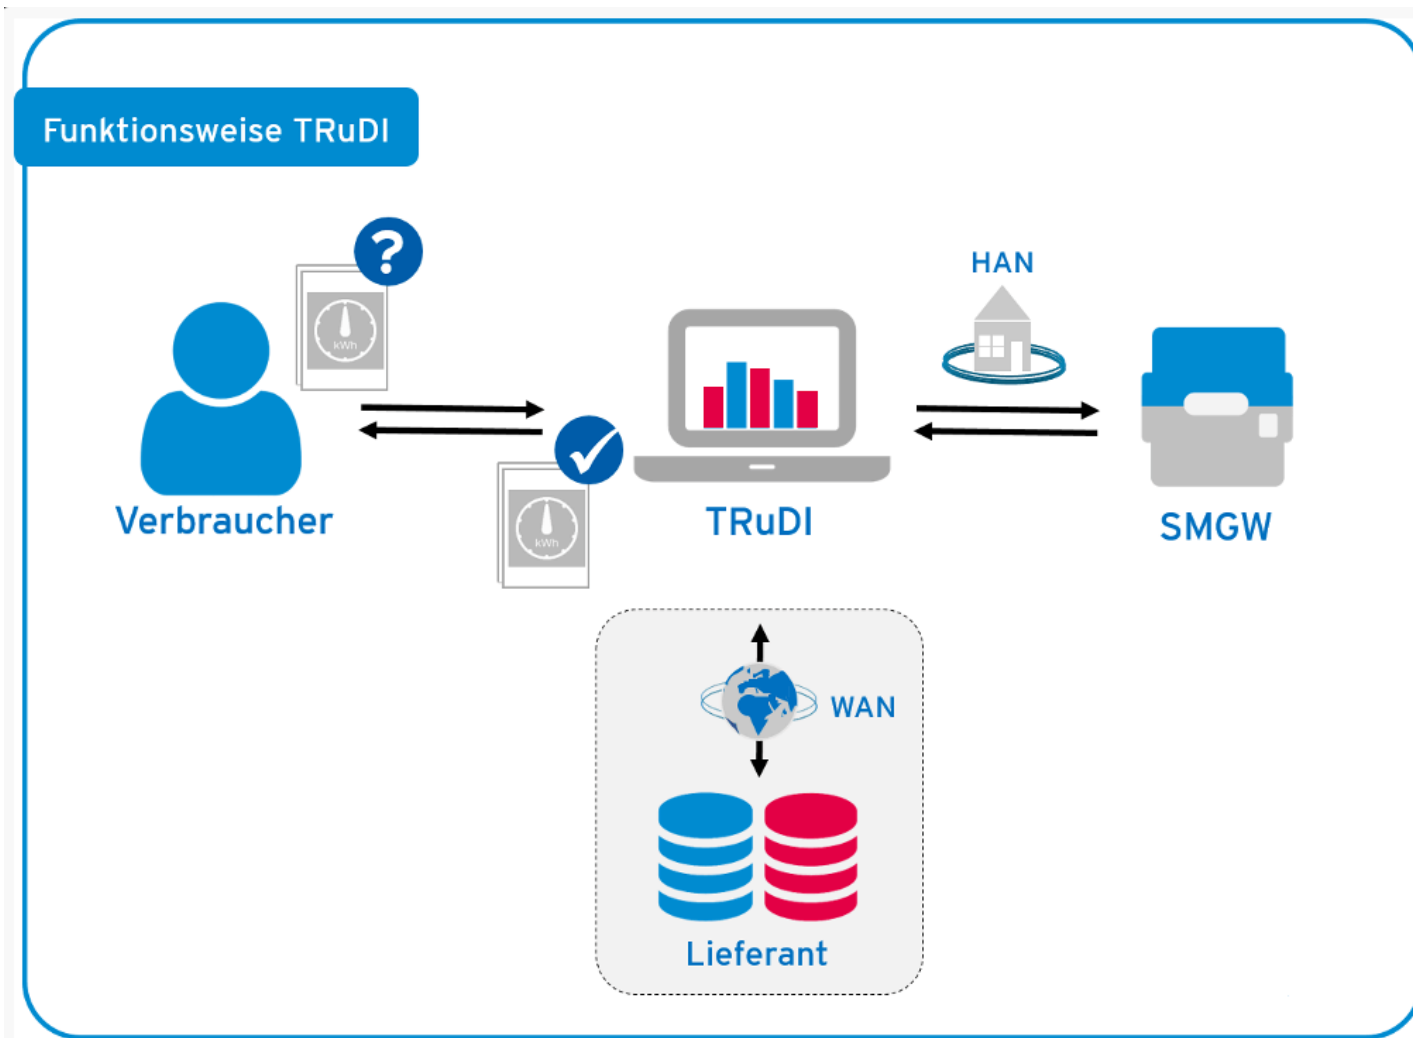 Funktionsweise TRuDI
HAN
kWh
kWh
Verbraucher
TRuDI
SMGW
WAN
Lieferant